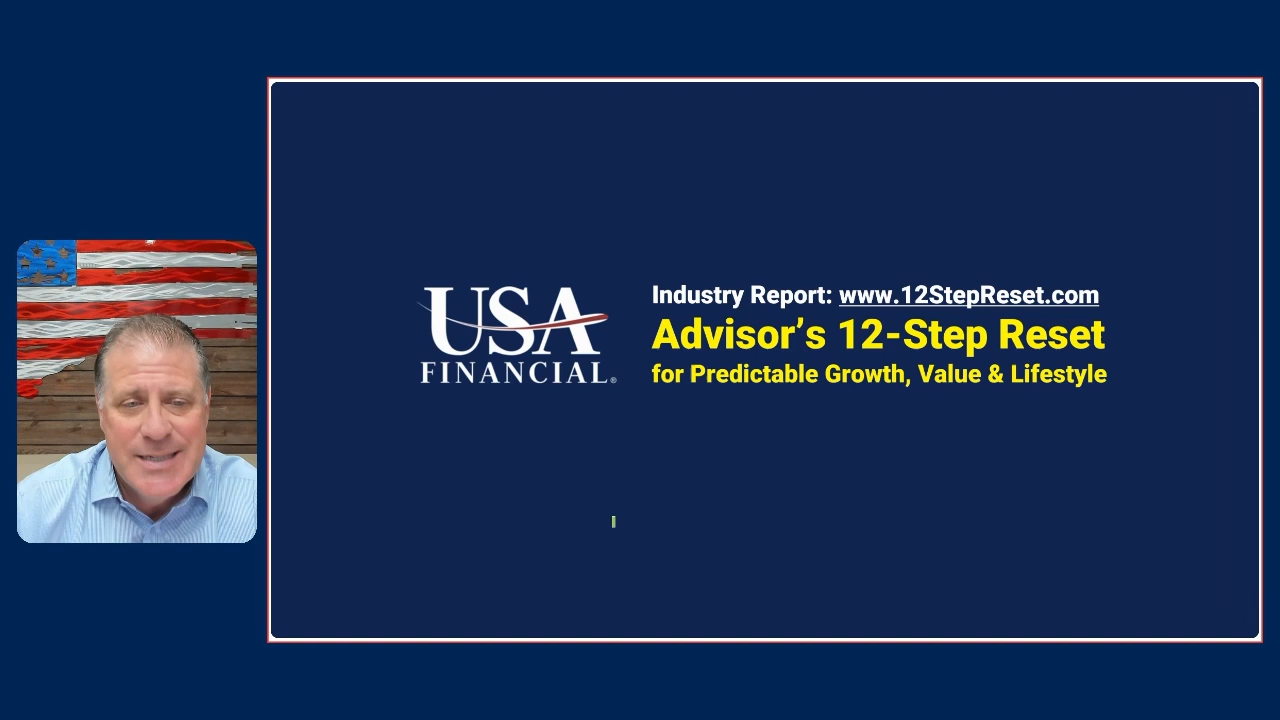 USA
FINANCIAL®
Industry Report: www.12StepReset.com
Advisor's 12-Step Reset
for Predictable Growth, Value & Lifestyle